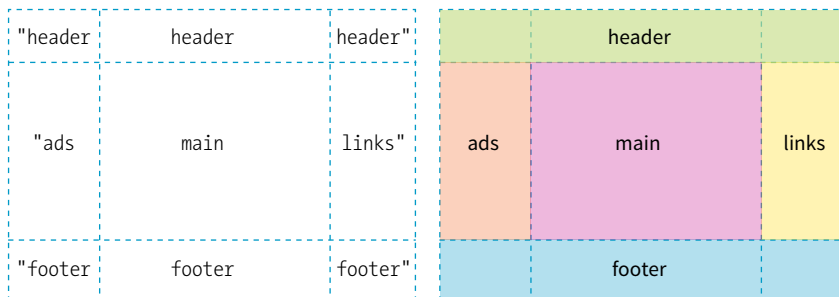 "header header header"
header
"ads main links"
ads main links
"footer footer footer"
footer